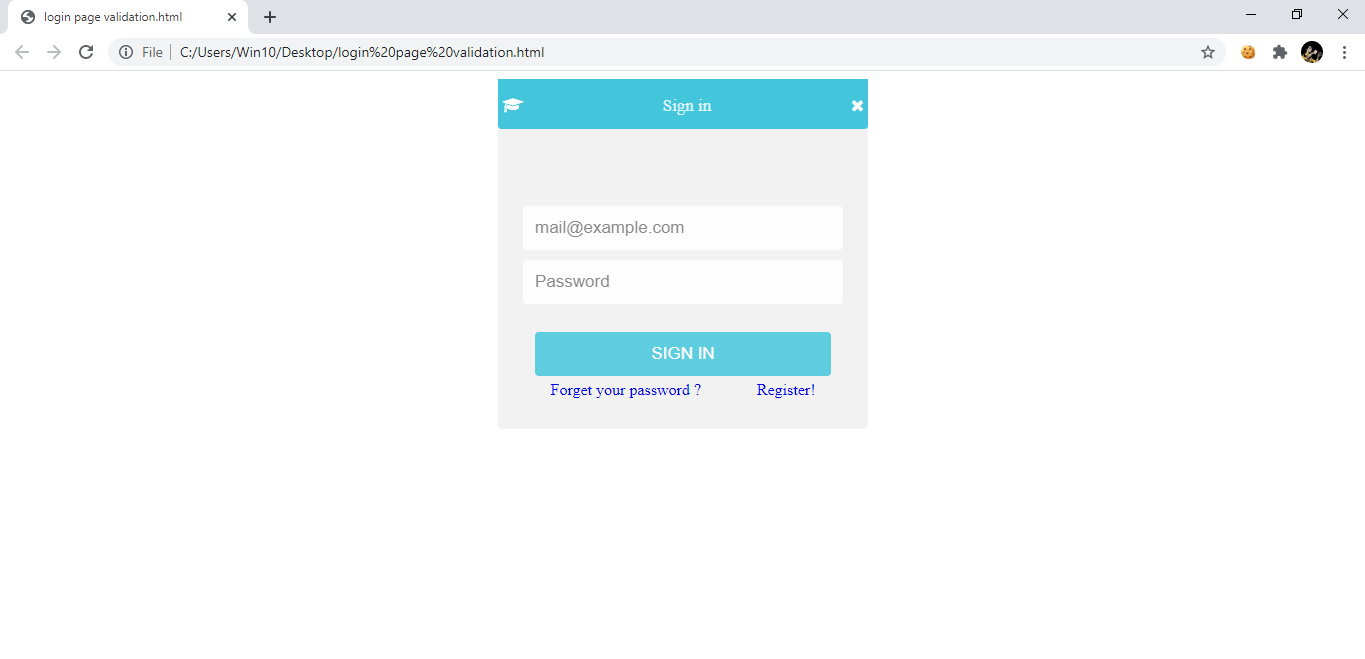 login page validation.html
File C:/Users/Win10/Desktop/login%20page%20validation.html
Sign in
mail@example.com
Password
SIGN IN
Forget your password ? Register!